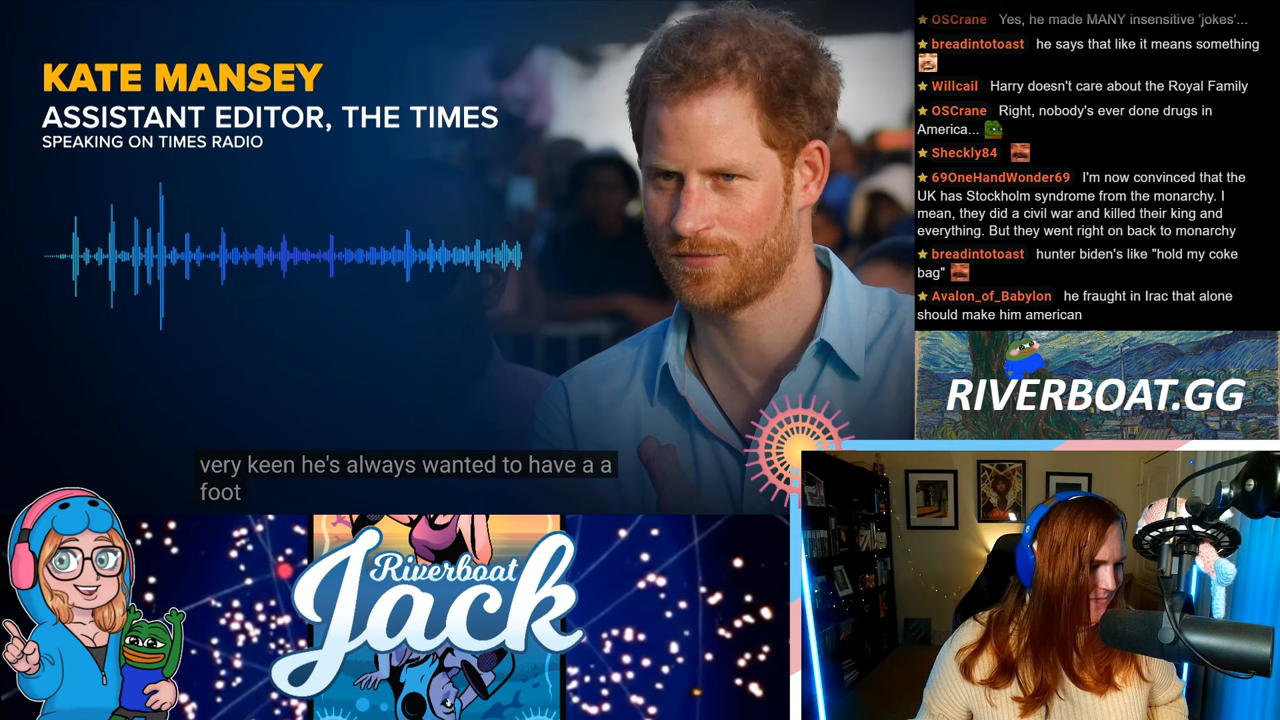 KATE MANSEY
ASSISTANT EDITOR, THE TIMES
SPEAKING ON TIMES RADIO
very keen he's always wanted to have a a
foot
OSCrane Yes, he made MANY insensitive 'jokes'...
breadintotoast he says that like it means something
Willcail Harry doesn't care about the Royal Family
OSCrane Right, nobody's ever done drugs in
America...
Sheckly84
69OneHandWonder69 I'm now convinced that the
UK has Stockholm syndrome from the monarchy. I
mean, they did a civil war and killed their king and
everything. But they went right on back to monarchy
breadintotoast hunter biden's like "hold my coke
bag"
Avalon_of_Babylon he fraught in Irac that alone
should make him american
RIVERBOAT.GG
Riverboat
Jack